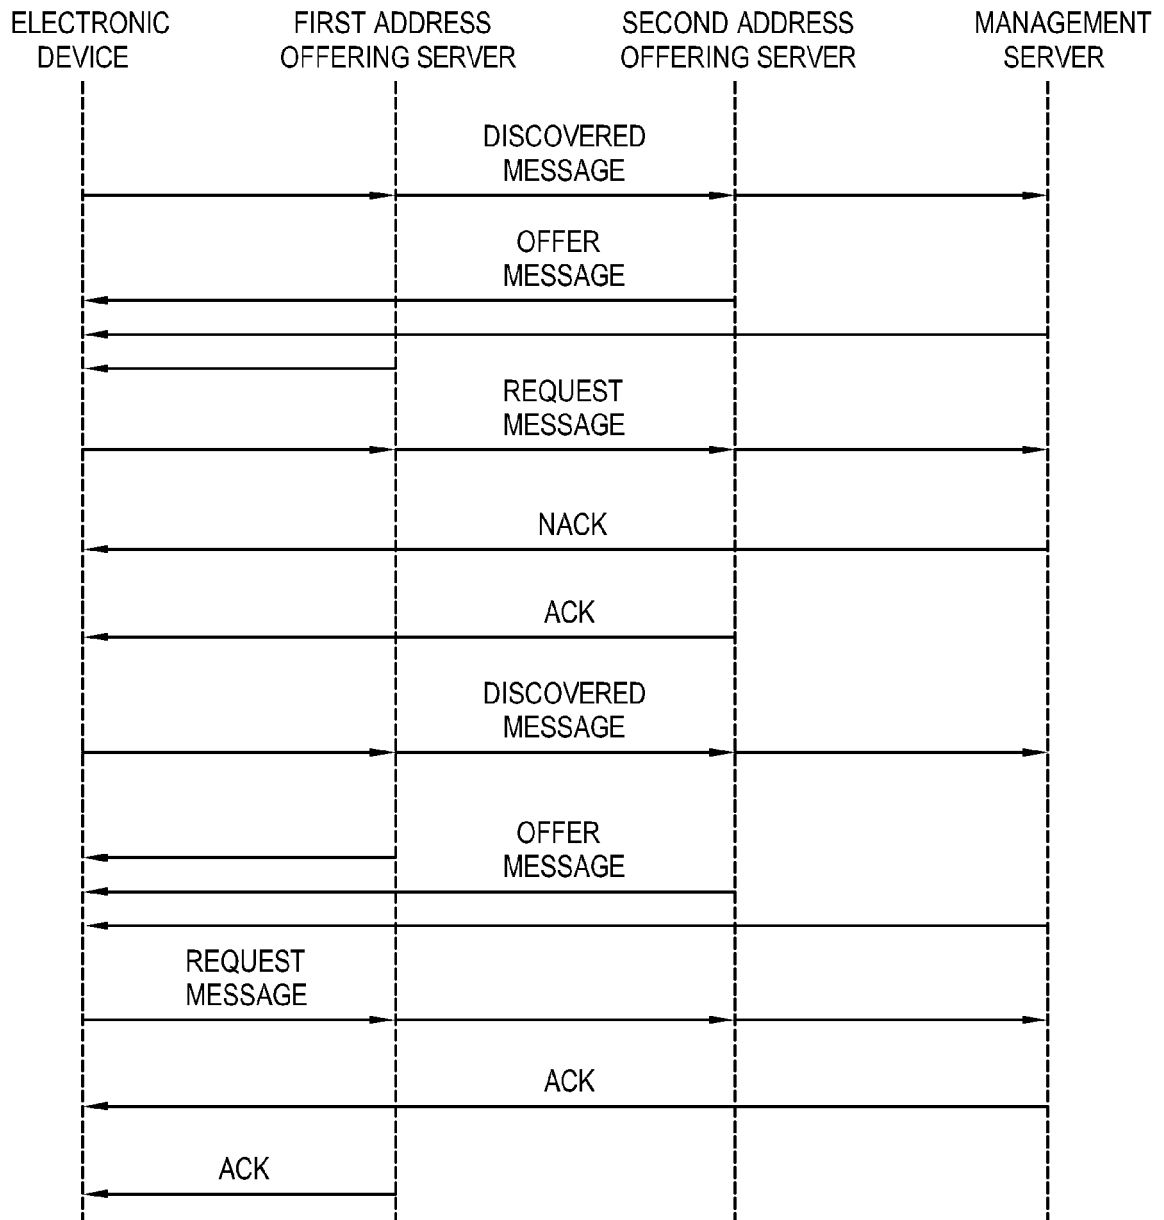 ELECTRONIC
DEVICE
FIRST ADDRESS
OFFERING SERVER
SECOND ADDRESS
OFFERING SERVER
MANAGEMENT
SERVER
DISCOVERED
MESSAGE
OFFER
MESSAGE
REQUEST
MESSAGE
NACK
ACK
DISCOVERED
MESSAGE
OFFER
MESSAGE
REQUEST
MESSAGE
ACK
ACK